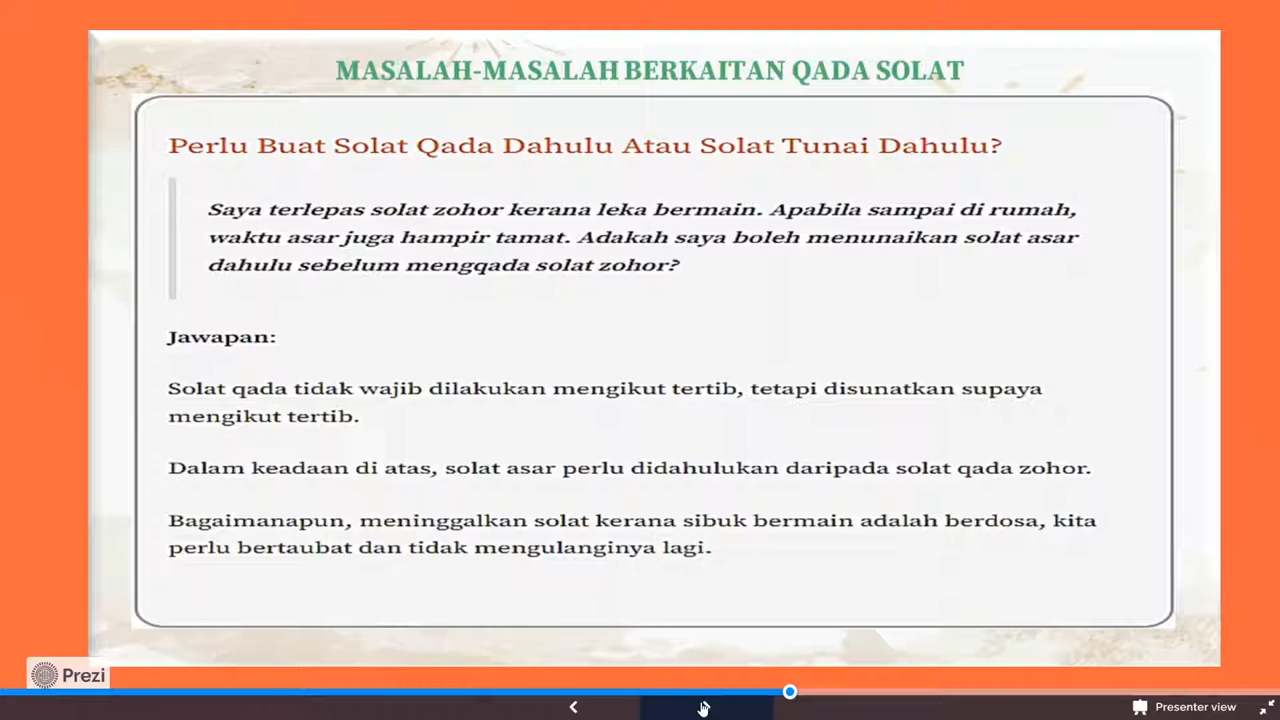 MASALAH-MASALAH BERKAITAN QADA SOLAT
Perlu Buat Solat Qada Dahulu Atau Solat Tunai Dahulu?
Saya terlepas solat zohor kerana leka bermain. Apabila sampai di rumah,
waktu asar juga hampir tamat. Adakah saya boleh menunaikan solat asar
dahulu sebelum mengqada solat zohor?
Jawapan:
Solat qada tidak wajib dilakukan mengikut tertib, tetapi disunatkan supaya
mengikut tertib.
Dalam keadaan di atas, solat asar perlu didahulukan daripada solat qada zohor.
Bagaimanapun, meninggalkan solat kerana sibuk bermain adalah berdosa, kita
perlu bertaubat dan tidak mengulanginya lagi.
Prezi
Presenter view